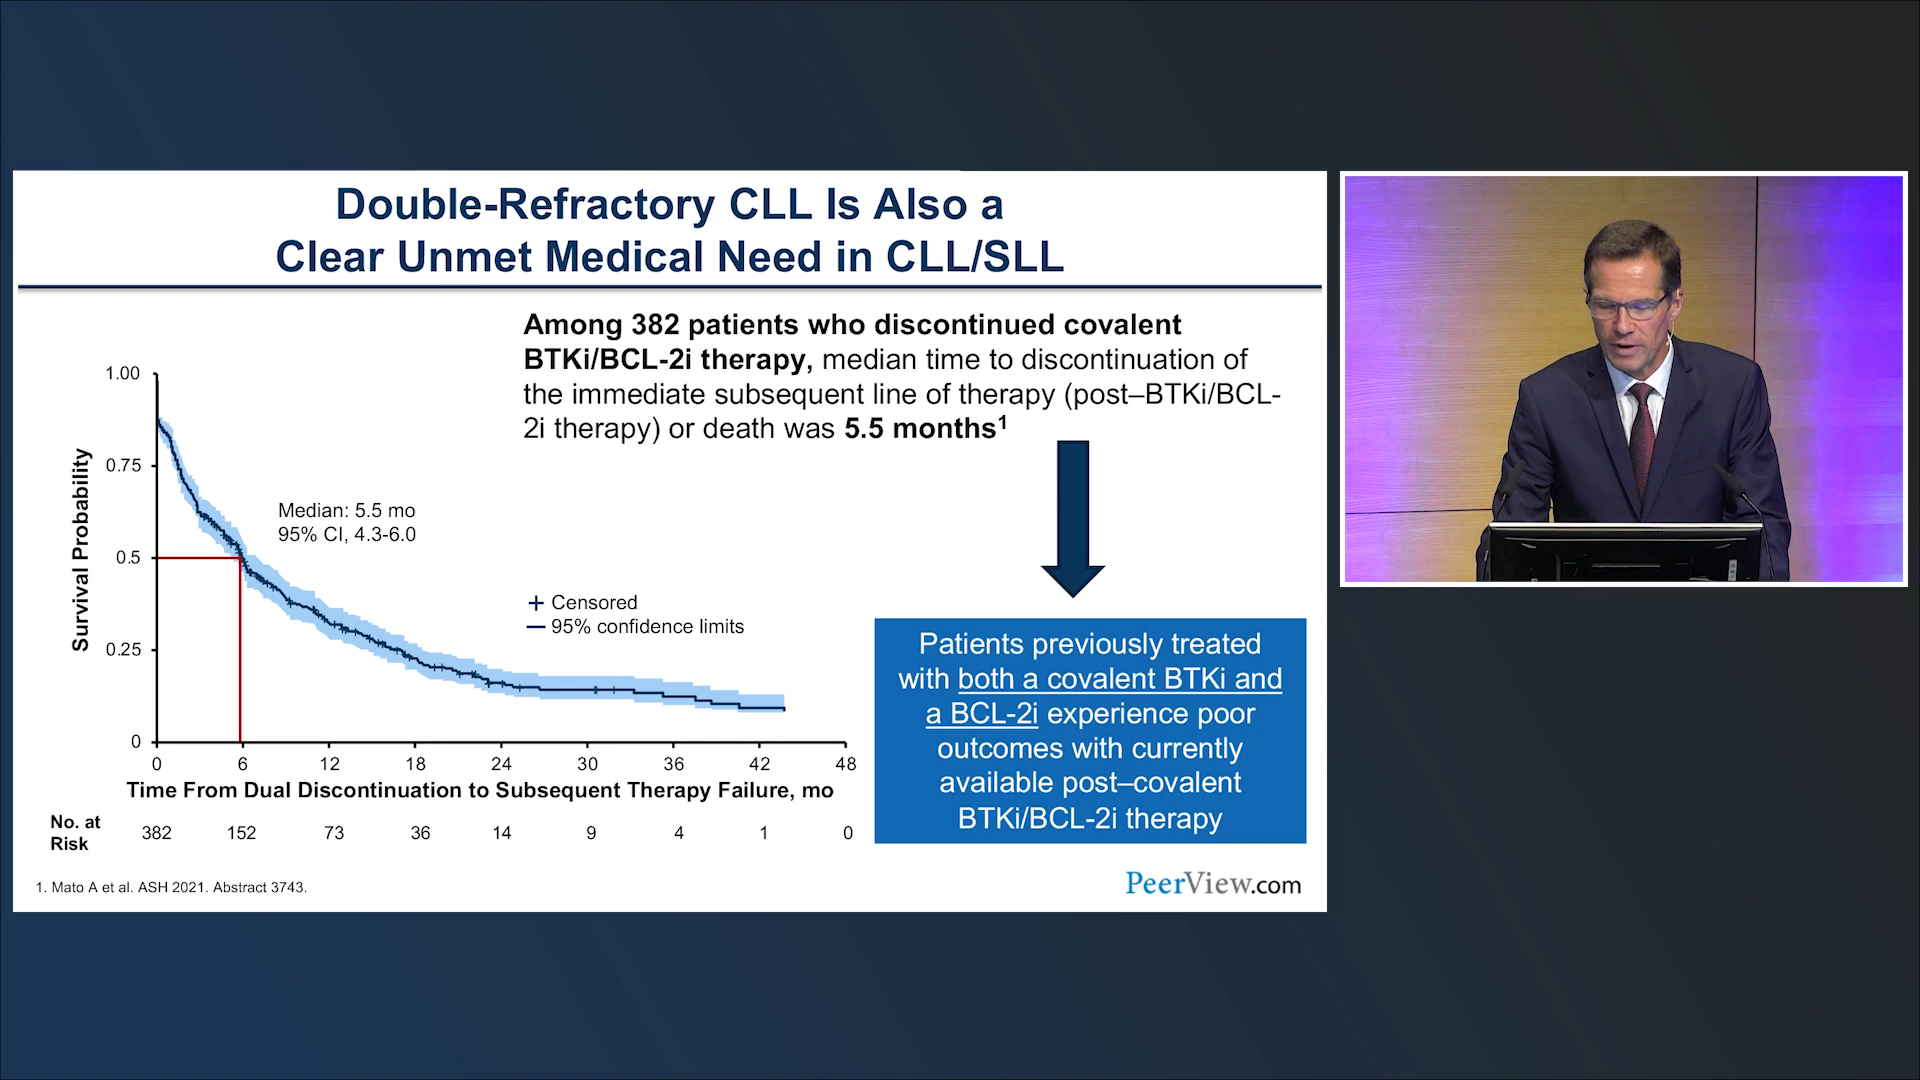 Double-Refractory CLL Is Also a
Clear Unmet Medical Need in CLL/SLL
Among 382 patients who discontinued covalent
BTKi/BCL-2i therapy, median time to discontinuation of
the immediate subsequent line of therapy (post–BTKi/BCL-
2i therapy) or death was 5.5 months1
Survival Probability
1.00
0.75
0.5
0.25
0
Median: 5.5 mo
95% CI, 4.3-6.0
+ Censored
— 95% confidence limits
0 6 12 18 24 30 36 42 48
Time From Dual Discontinuation to Subsequent Therapy Failure, mo
No. at
Risk
382 152 73 36 14 9 4 1 0
Patients previously treated
with both a covalent BTKi and
a BCL-2i experience poor
outcomes with currently
available post–covalent
BTKi/BCL-2i therapy
1. Mato A et al. ASH 2021. Abstract 3743.
PeerView.com